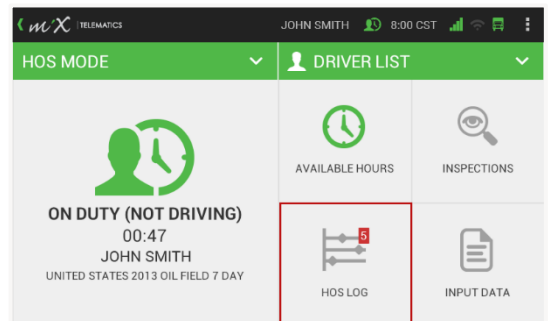 miX TELEMATICS JOHN SMITH 8:00 CST
HOS MODE
DRIVER LIST
ON DUTY (NOT DRIVING)
00:47
JOHN SMITH
UNITED STATES 2013 OIL FIELD 7 DAY
AVAILABLE HOURS
INSPECTIONS
5
HOS LOG
INPUT DATA